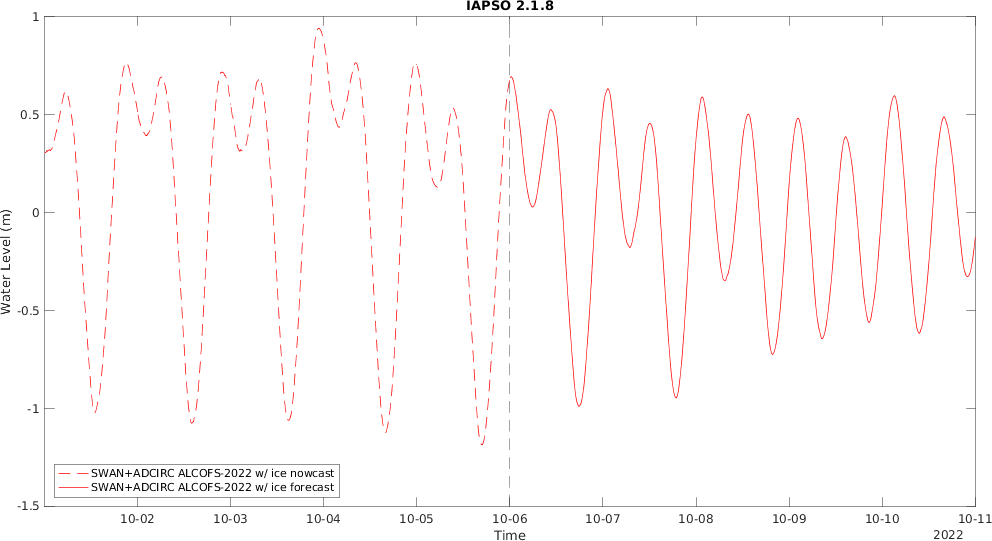 IAPSO 2.1.8
1
0.5
0
-0.5
-1
-1.5
Water Level (m)
SWAN+ADCIRC ALCOFS-2022 w/ ice nowcast
SWAN+ADCIRC ALCOFS-2022 w/ ice forecast
10-02 10-03 10-04 10-05 10-06 10-07 10-08 10-09 10-10 10-11
Time
2022